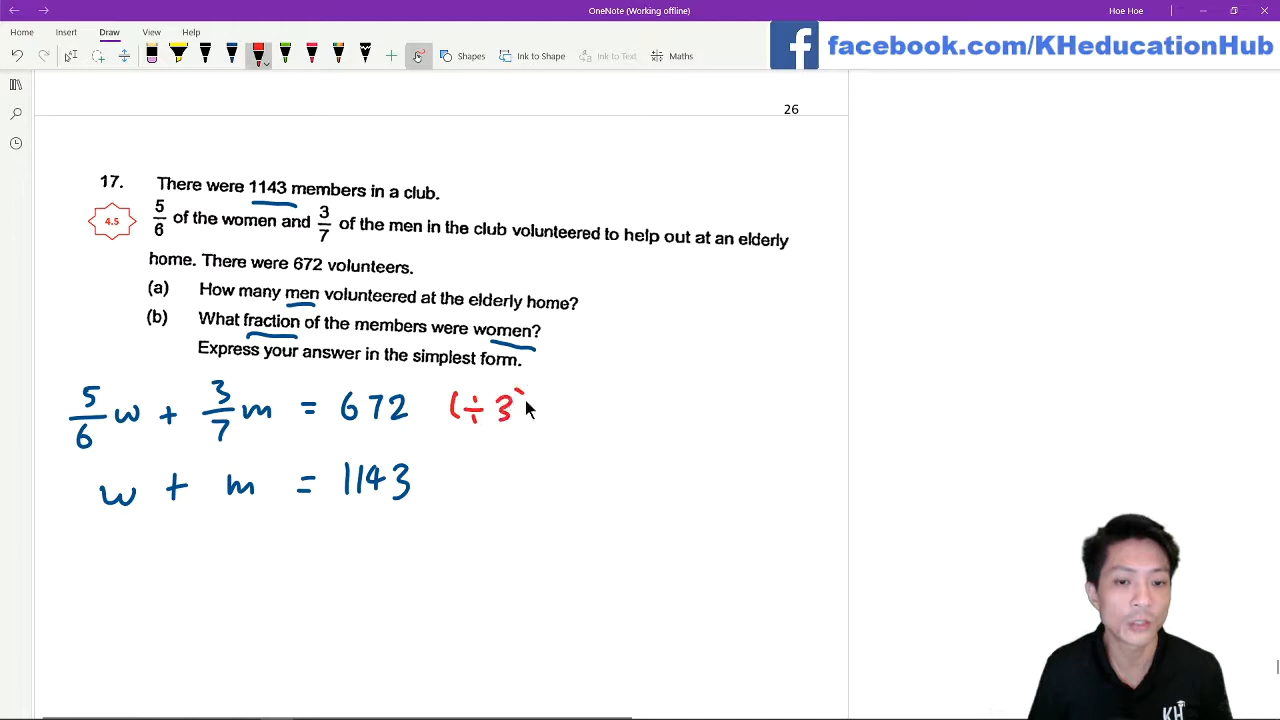 OneNote (Working offline)
Hoe Hoe
Home Insert Draw View Help
Shapes Ink to Shape Ink to Text Maths
facebook.com/KHeducationHub
26
17. There were 1143 members in a club.
4.5
5/6 of the women and 3/7 of the men in the club volunteered to help out at an elderly
home. There were 672 volunteers.
(a) How many men volunteered at the elderly home?
(b) What fraction of the members were women?
Express your answer in the simplest form.
5/6 w + 3/7 m = 672 (÷3
w + m = 1143
KH